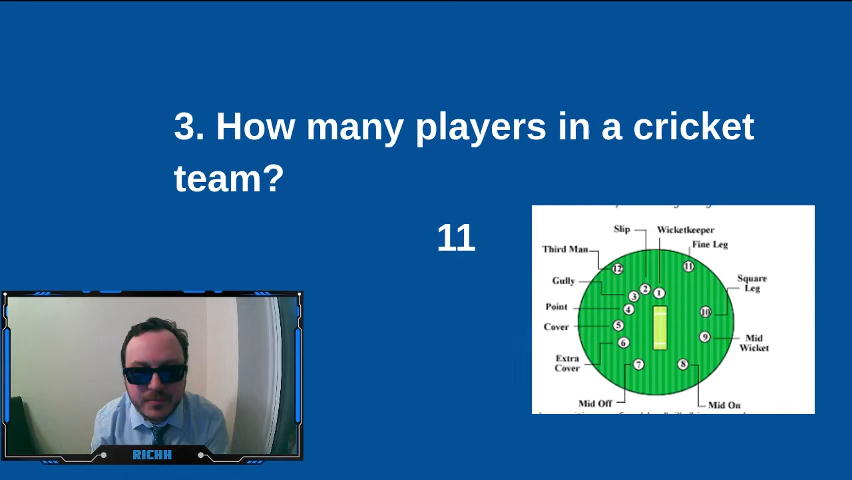 3. How many players in a cricket
team?
11
Slip
Wicketkeeper
Third Man
Fine Leg
12
11
Gully
2
1
3
Square
Leg
Point
4
10
Cover
5
9
Mid
Wicket
6
Extra
Cover
7
8
Mid Off
Mid On
RICHH